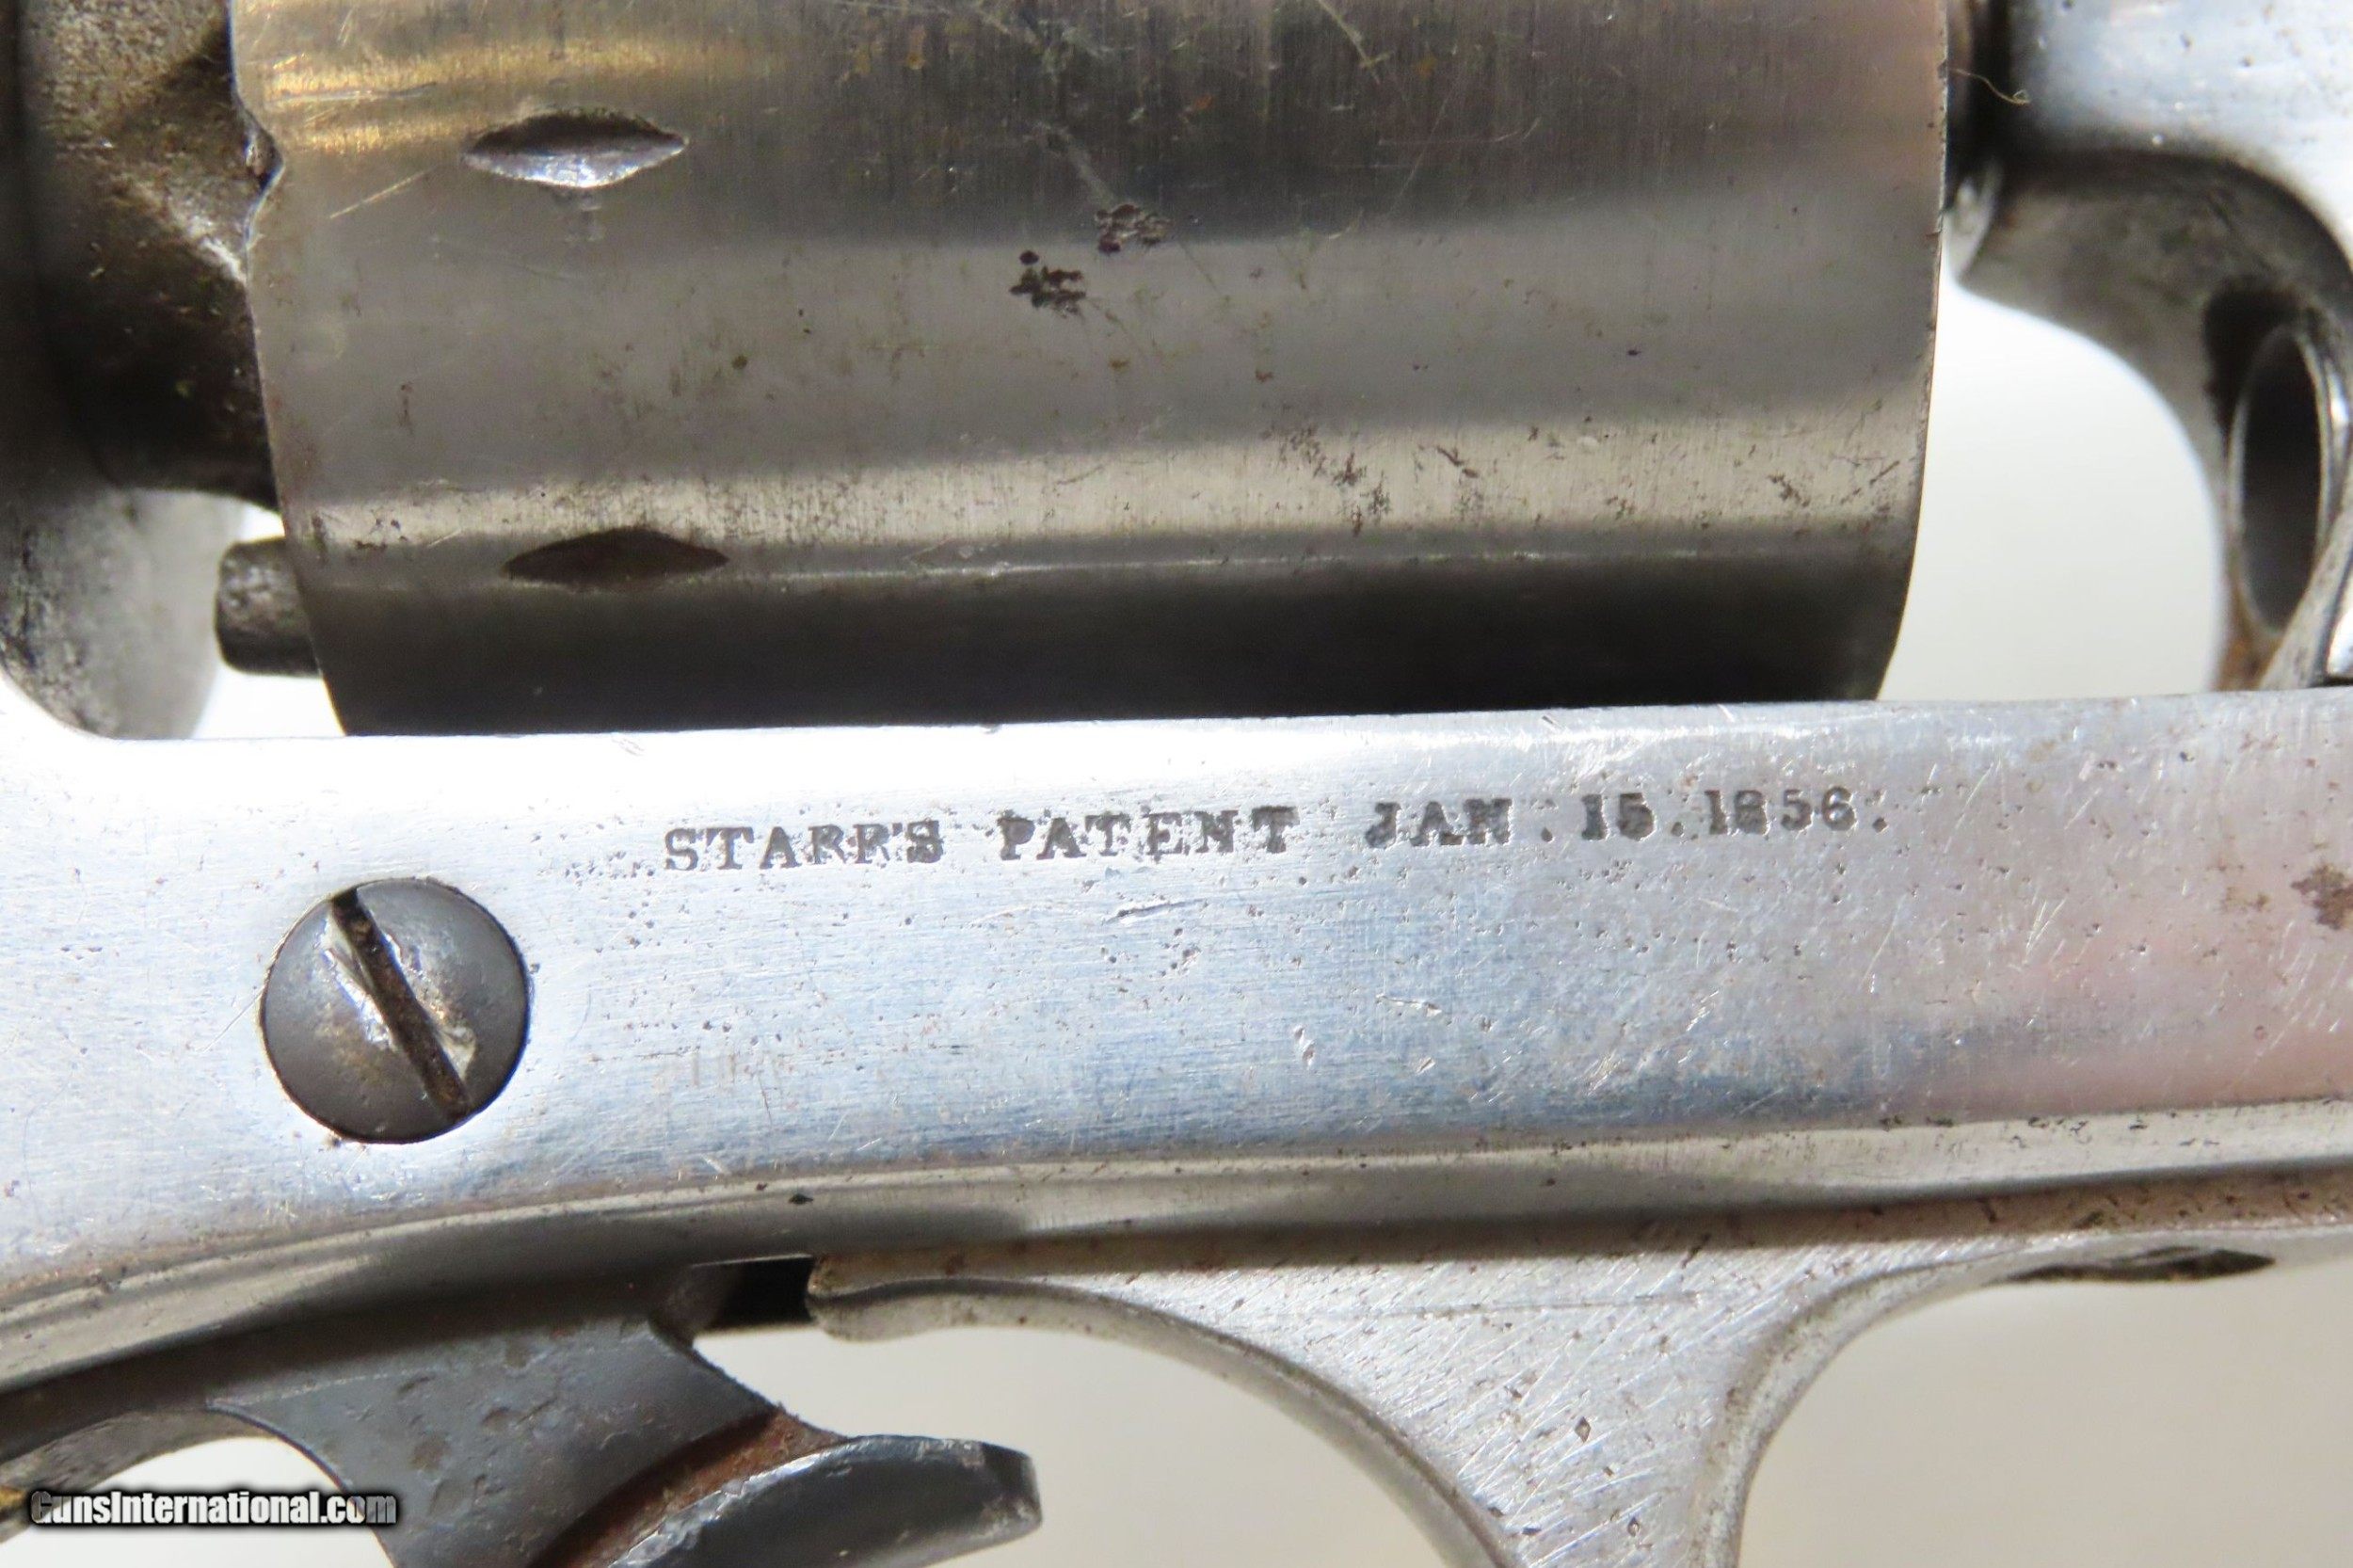 STARR'S PATENT JAN. 15. 1856.
GunsInternational.com